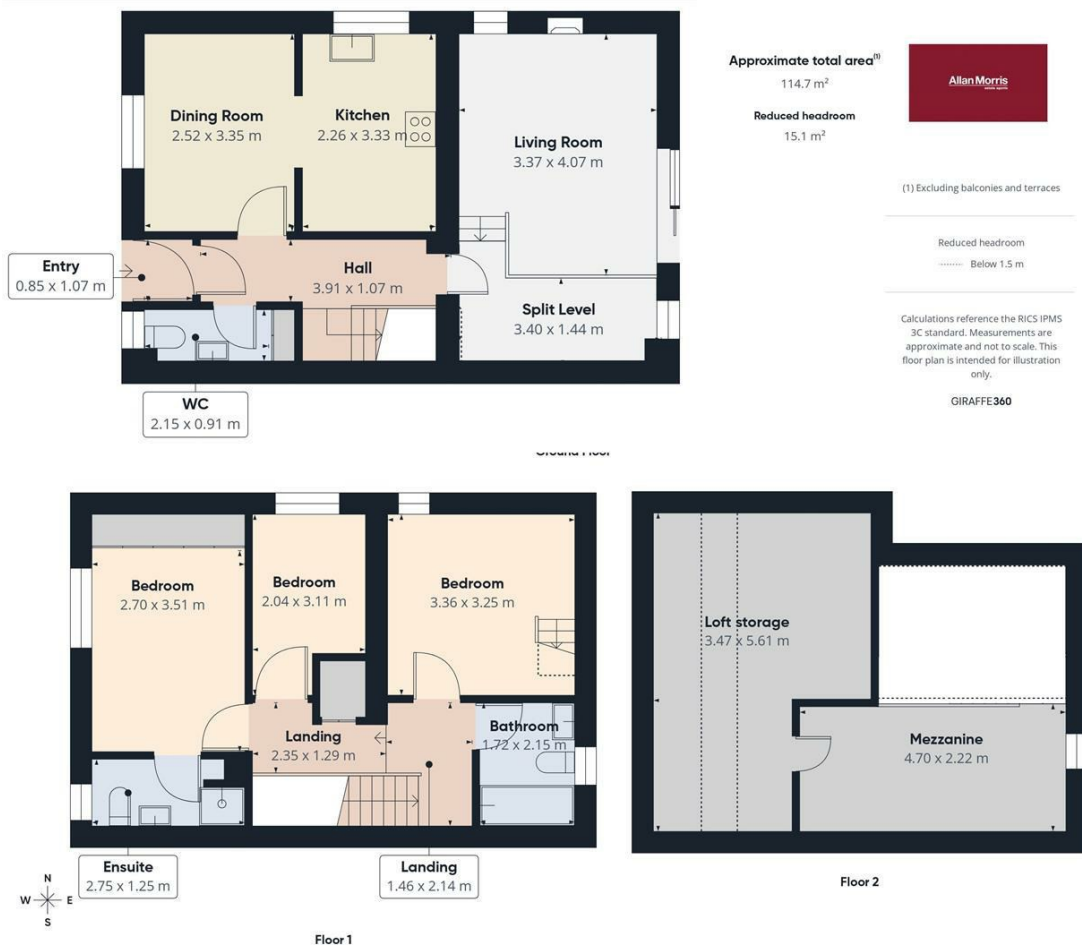 Dining Room
2.52 x 3.35 m
Kitchen
2.26 x 3.33 m
Living Room
3.37 x 4.07 m
Entry
0.85 x 1.07 m
Hall
3.91 x 1.07 m
Split Level
3.40 x 1.44 m
WC
2.15 x 0.91 m
Approximate total area(1)
114.7 m²
Reduced headroom
15.1 m²
Allan Morris
estate agents
(1) Excluding balconies and terraces
Reduced headroom
Below 1.5 m
Calculations reference the RICS IPMS
3C standard. Measurements are
approximate and not to scale. This
floor plan is intended for illustration
only.
GIRAFFE360
Ground Floor
Bedroom
2.70 x 3.51 m
Bedroom
2.04 x 3.11 m
Bedroom
3.36 x 3.25 m
Landing
2.35 x 1.29 m
Bathroom
1.72 x 2.15 m
Ensuite
2.75 x 1.25 m
Landing
1.46 x 2.14 m
Loft storage
3.47 x 5.61 m
Mezzanine
4.70 x 2.22 m
N
W E
S
Floor 1
Floor 2